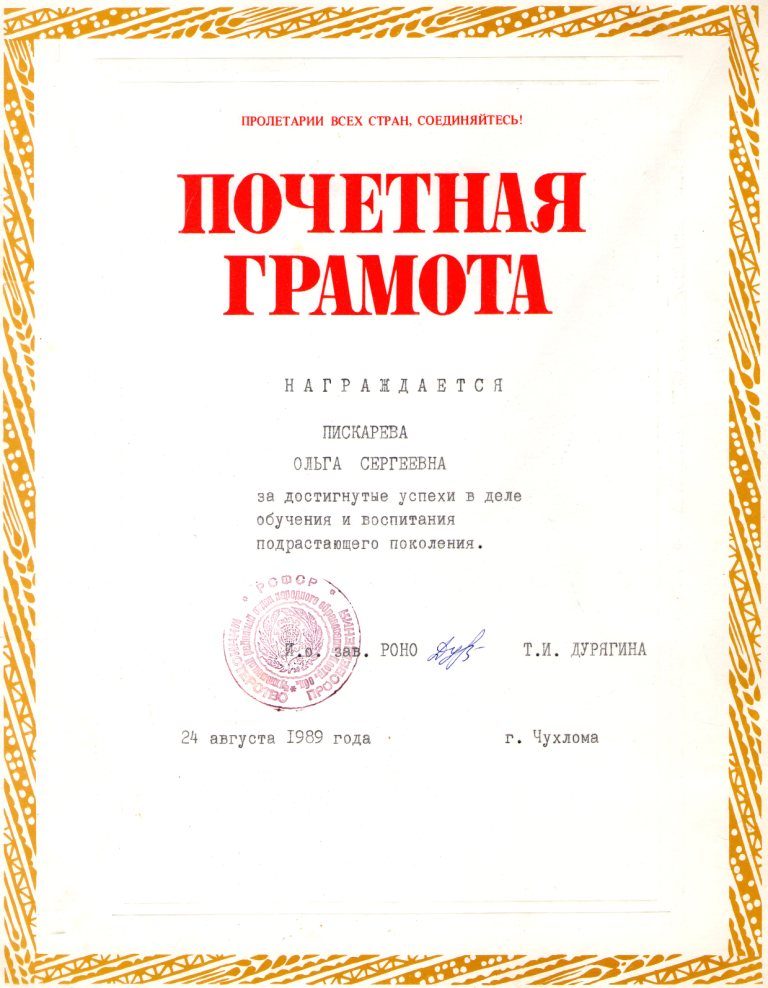 ПРОЛЕТАРИИ ВСЕХ СТРАН, СОЕДИНЯЙТЕСЬ!
ПОЧЕТНАЯ
ГРАМОТА
НАГРАЖДАЕТСЯ
ПИСКАРЕВА
ОЛЬГА СЕРГЕЕВНА
за достигнутые успехи в деле
обучения и воспитания
подрастающего поколения.
РСФСР
И.о. зав. РОНО Т.И. ДУРЯГИНА
24 августа 1989 года г. Чухлома